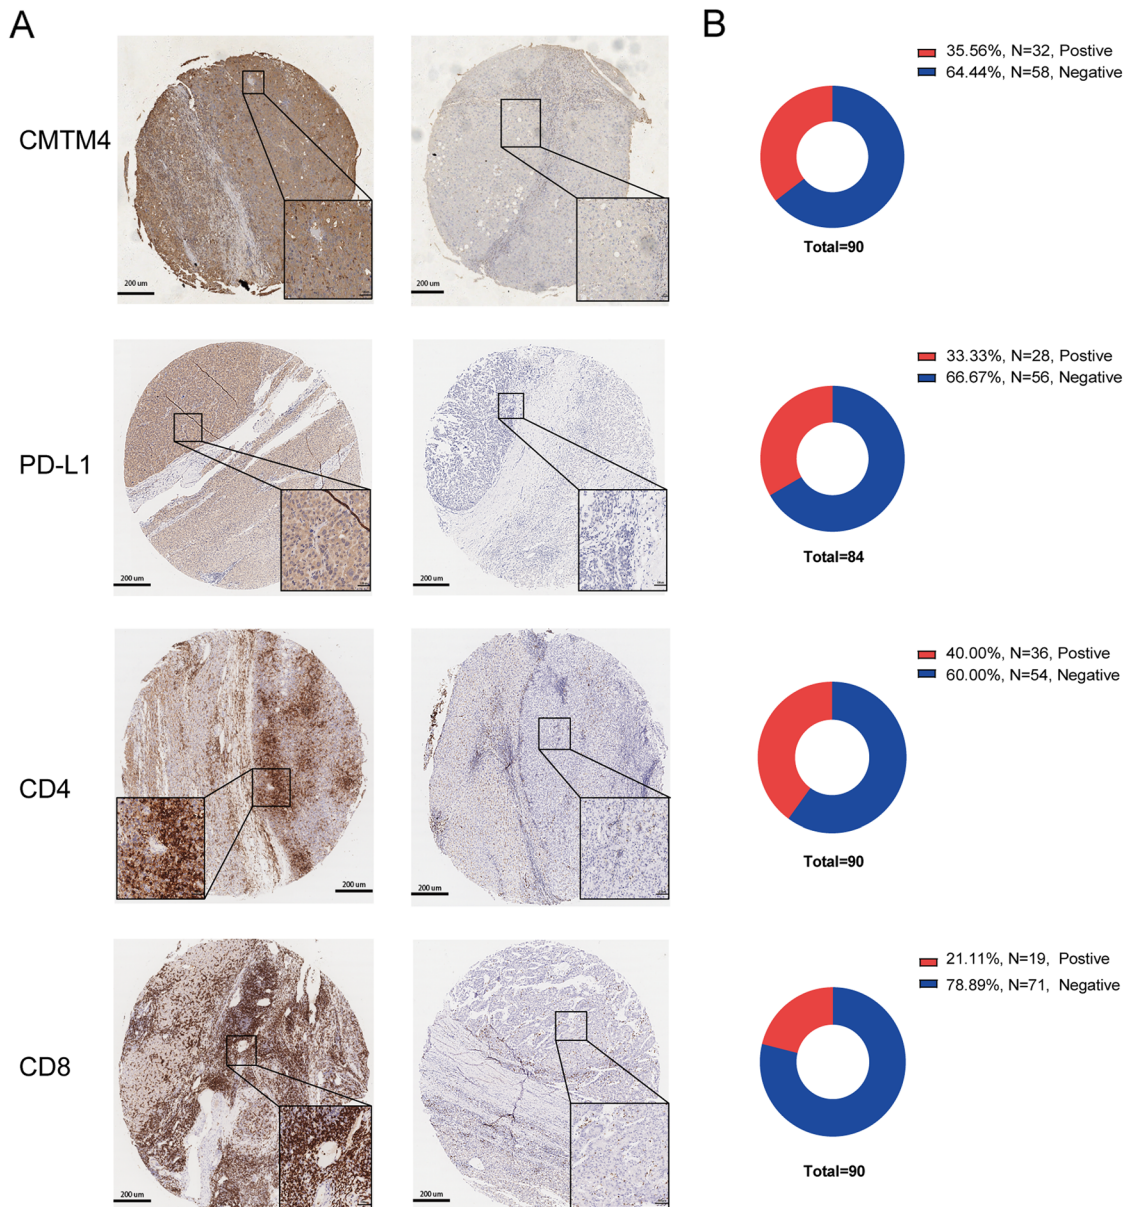 A
B
CMTM4
200 um
200 um
35.56%, N=32, Postive
64.44%, N=58, Negative
Total=90
PD-L1
200 um
200 um
33.33%, N=28, Postive
66.67%, N=56, Negative
Total=84
CD4
200 um
200 um
40.00%, N=36, Postive
60.00%, N=54, Negative
Total=90
CD8
200 um
200 um
21.11%, N=19, Postive
78.89%, N=71, Negative
Total=90